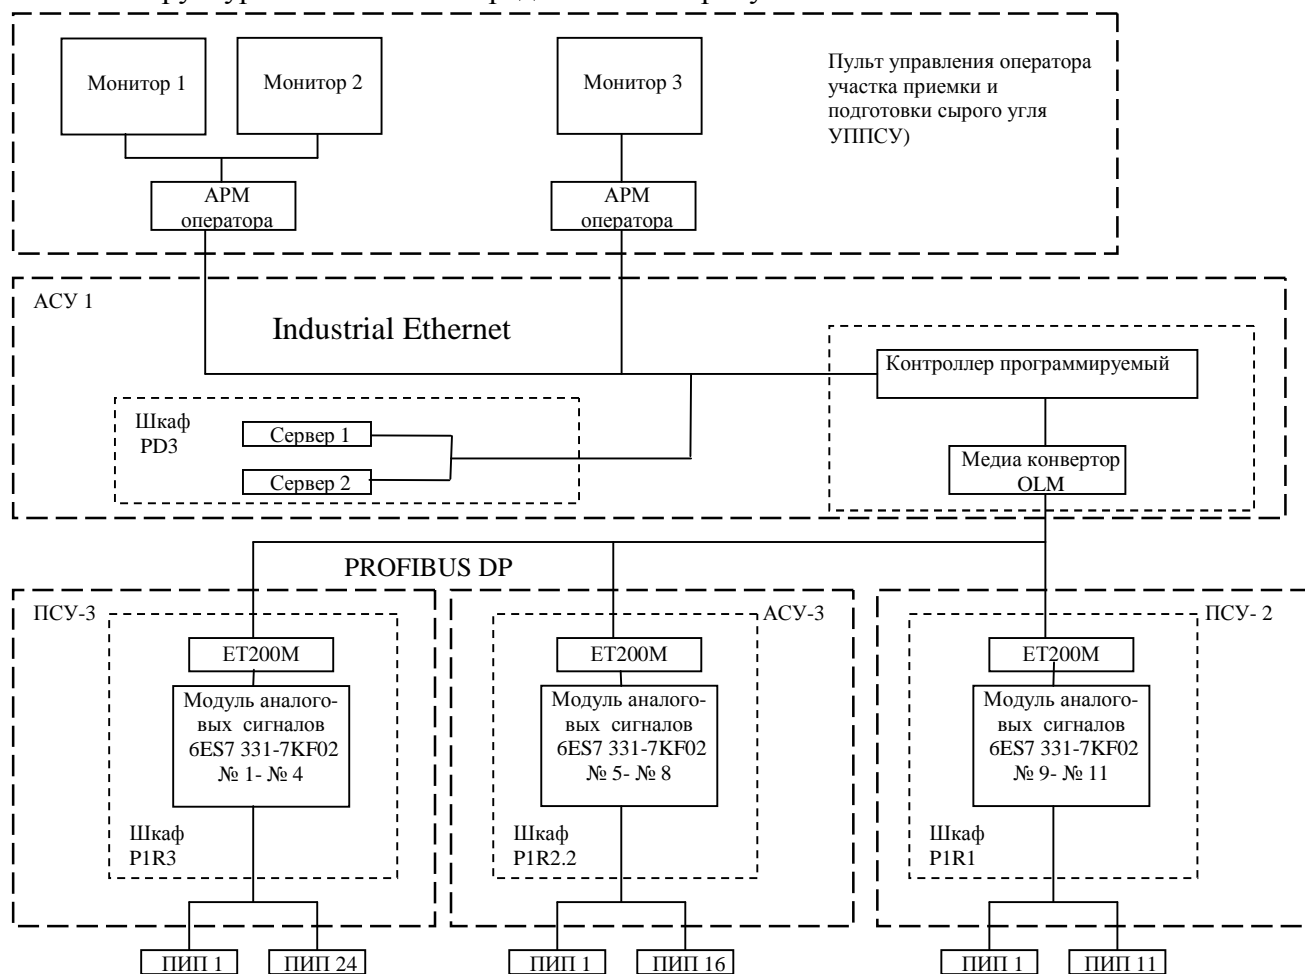 Монитор 1
Монитор 2
Монитор 3
Пульт управления оператора
участка приемки и
подготовки сырого угля
УППСУ)
АРМ
оператора
АРМ
оператора
АСУ 1
Industrial Ethernet
Контроллер программируемый
Шкаф
PD3
Сервер 1
Сервер 2
Медиа конвертор
OLM
PROFIBUS DP
ПСУ-3
ET200M
Модуль аналого-
вых сигналов
6ES7 331-7KF02
№ 1- № 4
Шкаф
P1R3
АСУ-3
ET200M
Модуль аналого-
вых сигналов
6ES7 331-7KF02
№ 5- № 8
Шкаф
P1R2.2
ПСУ- 2
ET200M
Модуль аналого-
вых сигналов
6ES7 331-7KF02
№ 9- № 11
Шкаф
P1R1
ПИП 1
ПИП 24
ПИП 1
ПИП 16
ПИП 1
ПИП 11